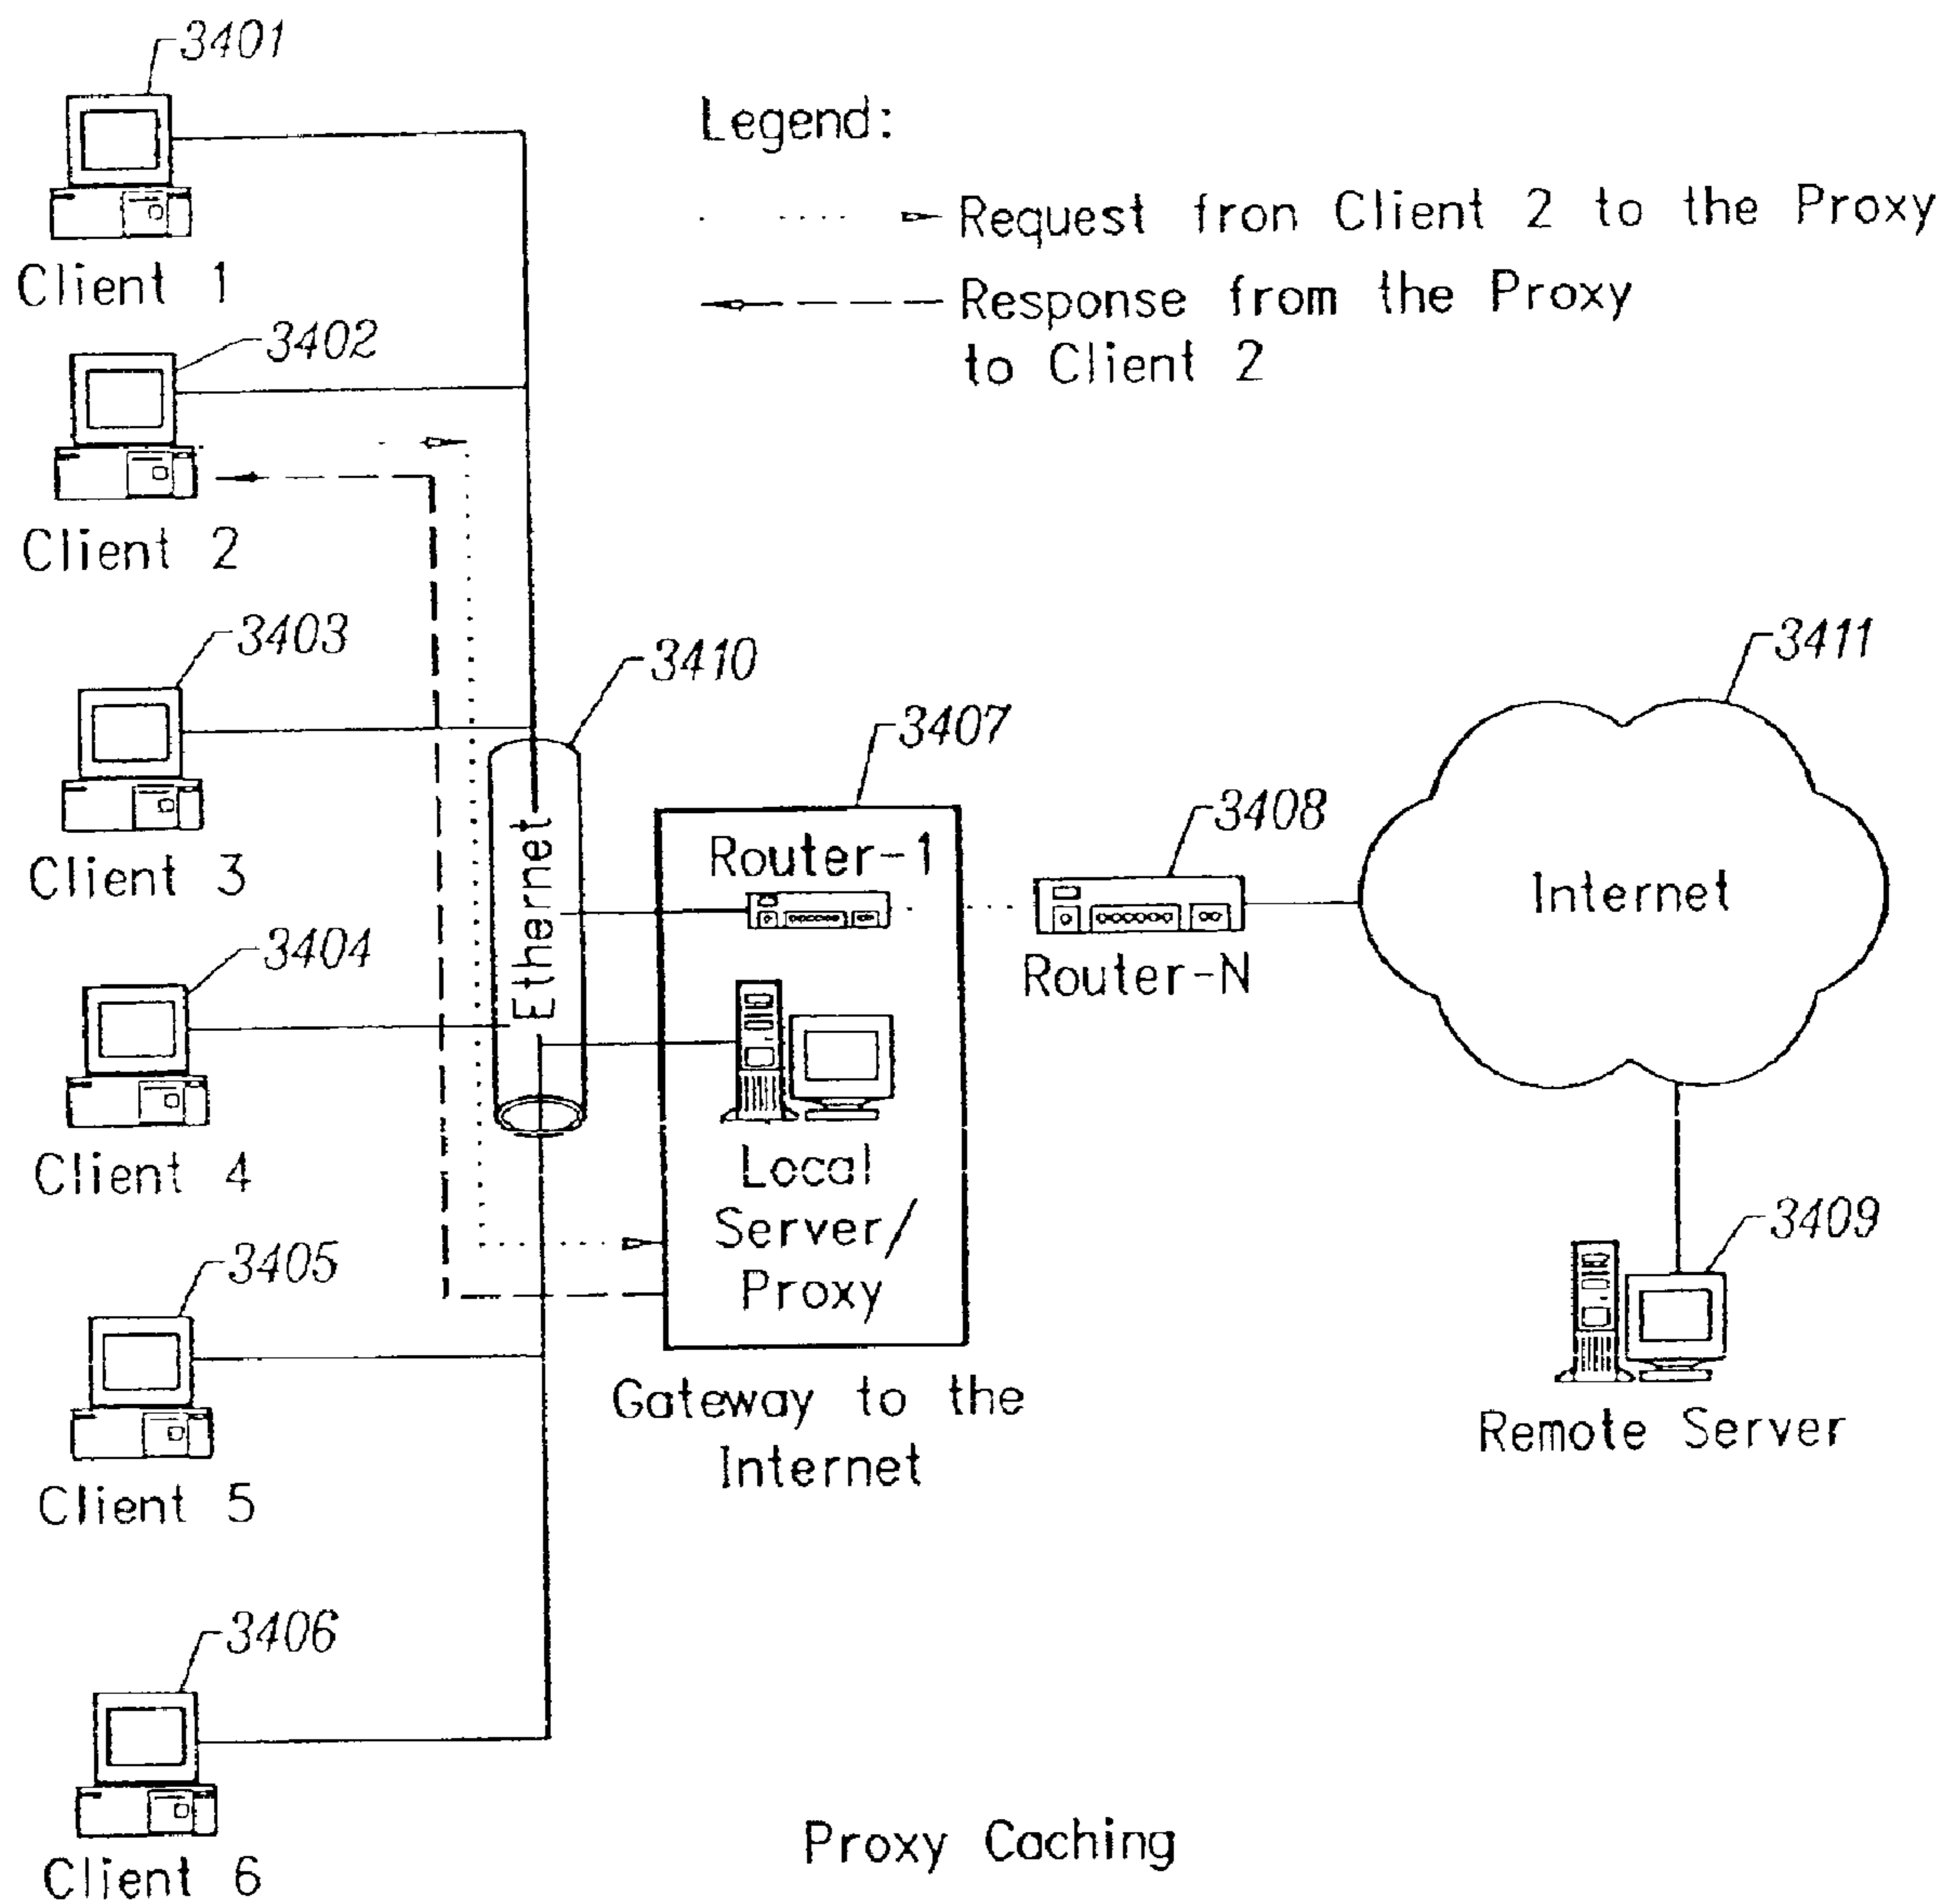 3401
Client 1
Legend:
Request fron Client 2 to the Proxy
Response from the Proxy
to Client 2
3402
Client 2
3403
Client 3
3410
Ethernet
3407
Router-1
3408
Router-N
3411
Internet
3404
Client 4
Local
Server/
Proxy
Gateway to the
Internet
3409
Remote Server
3405
Client 5
3406
Client 6
Proxy Caching